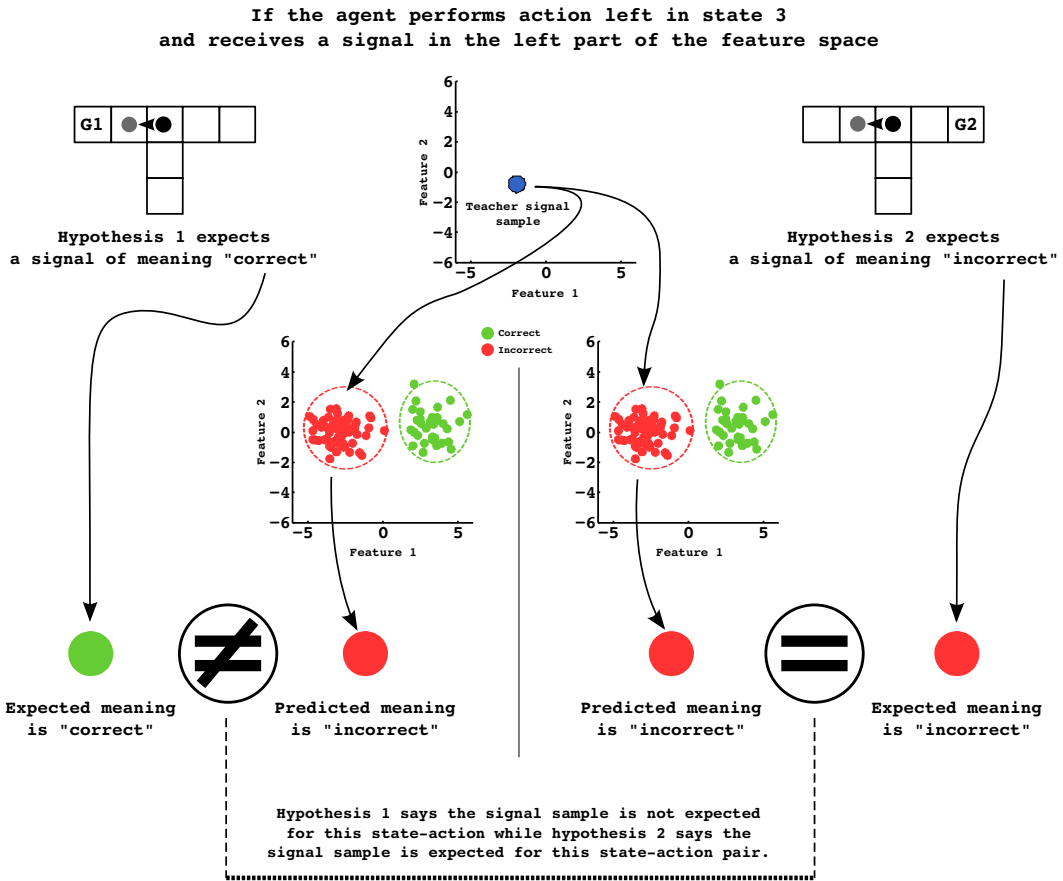 If the agent performs action left in state 3
and receives a signal in the left part of the feature space
G1
G2
6
4
2
0
−2
−4
−6
−5
0
5
Feature 2
Feature 1
Teacher signal
sample
Hypothesis 1 expects
a signal of meaning "correct"
Hypothesis 2 expects
a signal of meaning "incorrect"
Correct
Incorrect
6
4
2
0
−2
−4
−6
−5
0
5
Feature 2
Feature 1
6
4
2
0
−2
−4
−6
−5
0
5
Feature 2
Feature 1
Expected meaning
is "correct"
Predicted meaning
is "incorrect"
Predicted meaning
is "incorrect"
Expected meaning
is "incorrect"
Hypothesis 1 says the signal sample is not expected
for this state-action while hypothesis 2 says the
signal sample is expected for this state-action pair.